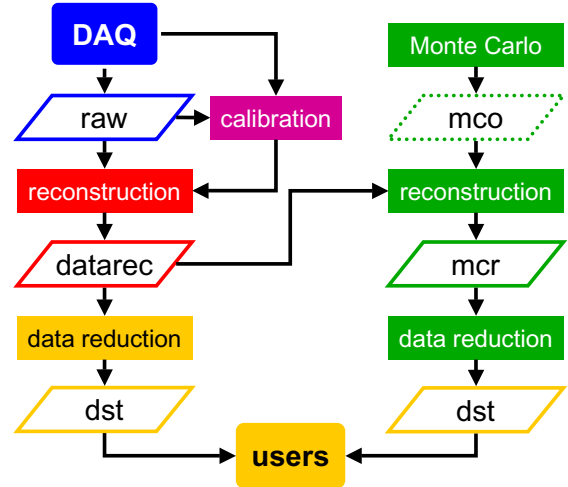 DAQ
Monte Carlo
raw
calibration
mco
reconstruction
reconstruction
datarec
mcr
data reduction
data reduction
dst
dst
users